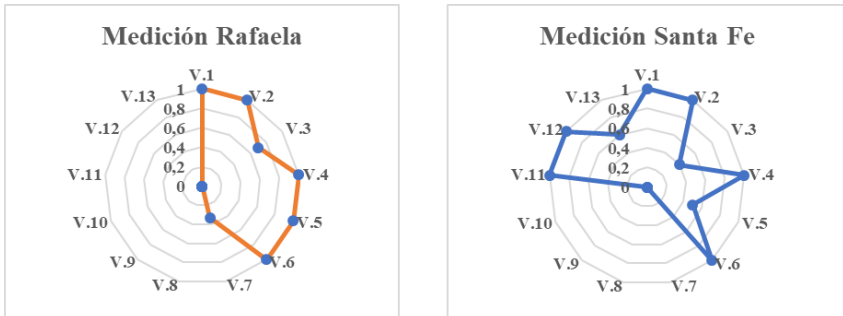 Medición Rafaela
V.1
V.2
V.3
V.4
V.5
V.6
V.7
V.8
V.9
V.10
V.11
V.12
V.13
1
0,8
0,6
0,4
0,2
0
Medición Santa Fe
V.1
V.2
V.3
V.4
V.5
V.6
V.7
V.8
V.9
V.10
V.11
V.12
V.13
1
0,8
0,6
0,4
0,2
0